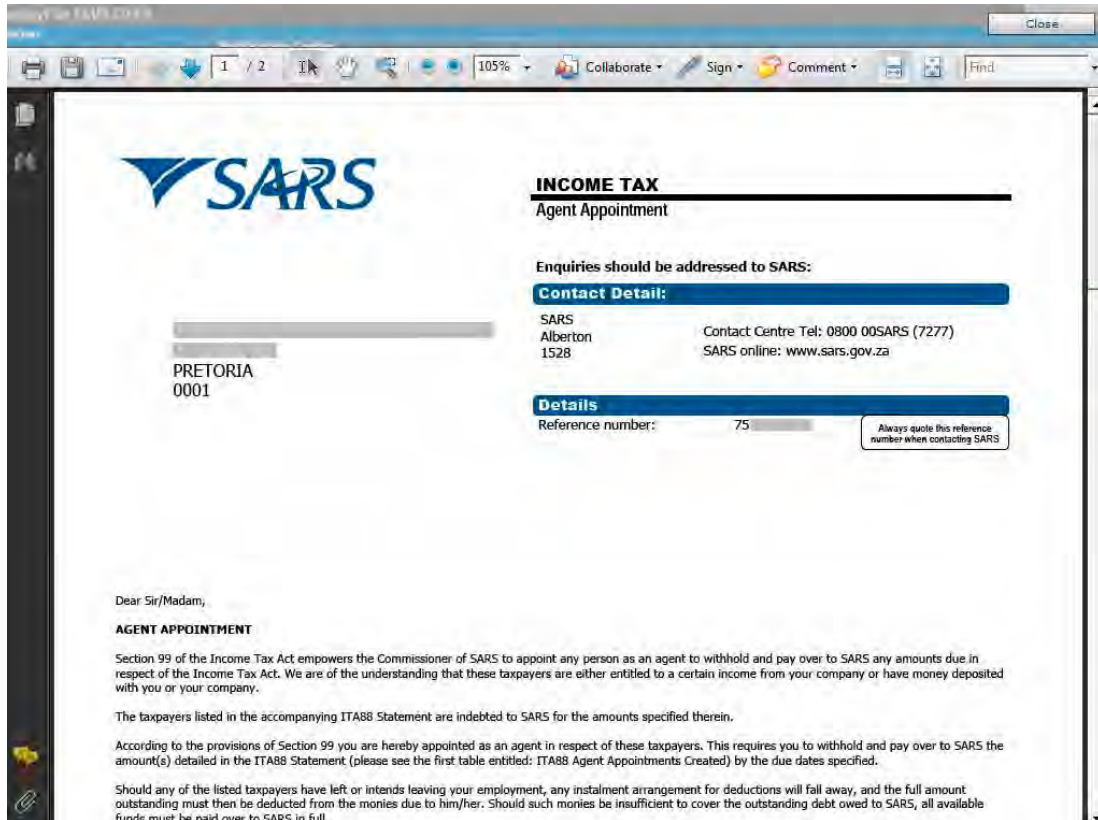 Close
1 / 2
105%
Collaborate
Sign
Comment
Find
SARS
INCOME TAX
Agent Appointment
Enquiries should be addressed to SARS:
Contact Detail:
SARS
Alberton
1528
Contact Centre Tel: 0800 00SARS (7277)
SARS online: www.sars.gov.za
PRETORIA
0001
Details
Reference number: 75
Always quote this reference
number when contacting SARS
Dear Sir/Madam,
AGENT APPOINTMENT
Section 99 of the Income Tax Act empowers the Commissioner of SARS to appoint any person as an agent to withhold and pay over to SARS any amounts due in
respect of the Income Tax Act. We are of the understanding that these taxpayers are either entitled to a certain income from your company or have money deposited
with you or your company.
The taxpayers listed in the accompanying ITA88 Statement are indebted to SARS for the amounts specified therein.
According to the provisions of Section 99 you are hereby appointed as an agent in respect of these taxpayers. This requires you to withhold and pay over to SARS the
amount(s) detailed in the ITA88 Statement (please see the first table entitled: ITA88 Agent Appointments Created) by the due dates specified.
Should any of the listed taxpayers have left or intends leaving your employment, any instalment arrangement for deductions will fall away, and the full amount
outstanding must then be deducted from the monies due to him/her. Should such monies be insufficient to cover the outstanding debt owed to SARS, all available
funds must be paid over to SARS in full.